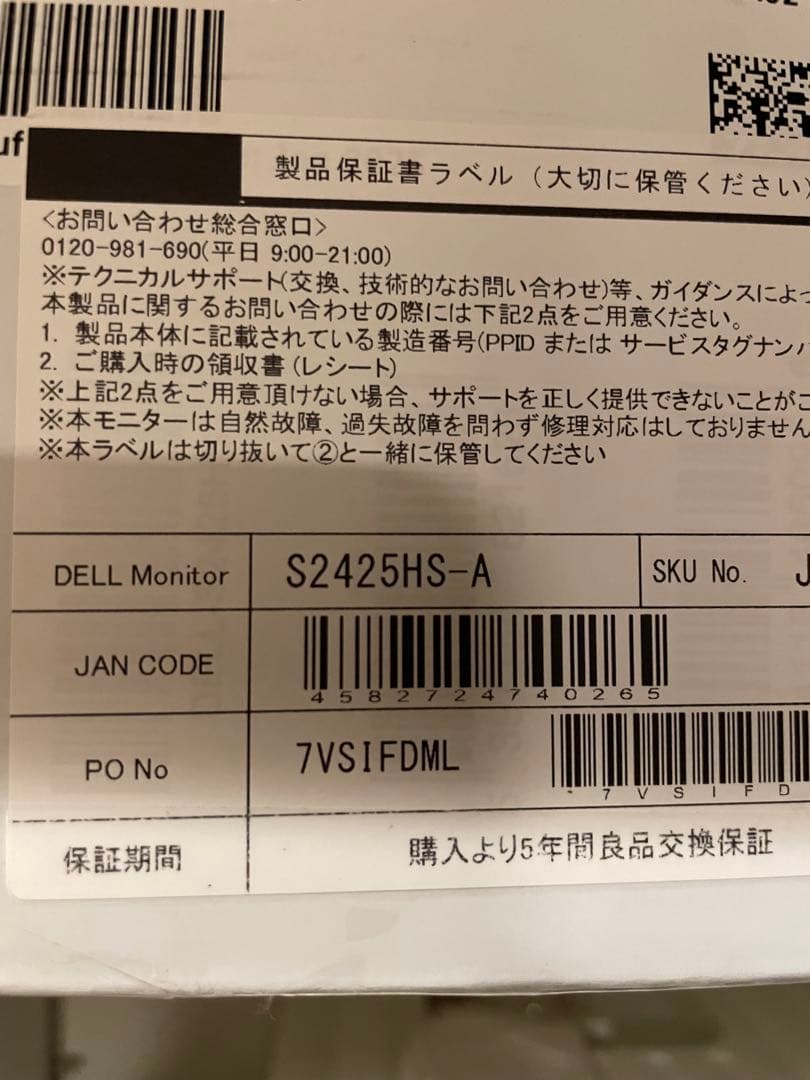 uf
製品保証書ラベル（大切に保管ください）
<お問い合わせ総合窓口>
0120-981-690(平日 9:00-21:00)
※テクニカルサポート(交換、技術的なお問い合わせ)等、ガイダンスによっ
本製品に関するお問い合わせの際には下記2点をご用意ください。
1. 製品本体に記載されている製造番号(PPID または サービスタグナンバ
2. ご購入時の領収書(レシート)
※上記2点をご用意頂けない場合、サポートを正しく提供できないことがご
※本モニターは自然故障、過失故障を問わず修理対応はしておりません
※本ラベルは切り抜いて②と一緒に保管してください
DELL Monitor S2425HS-A SKU No. J
JAN CODE
4582724740265
PO No 7VSIFDML
7VSIFD
保証期間 購入より5年間良品交換保証